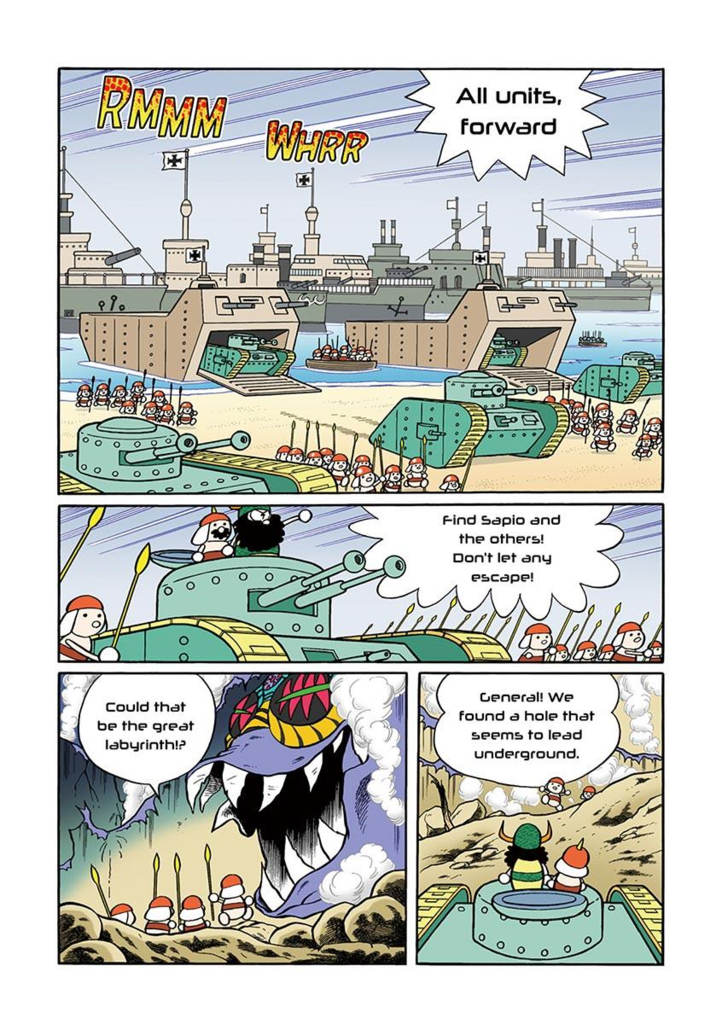 RMMM
WHRR
All units,
forward
Find Sapio and
the others!
Don't let any
escape!
Could that
be the great
labyrinth!?
General! We
found a hole that
seems to lead
underground.